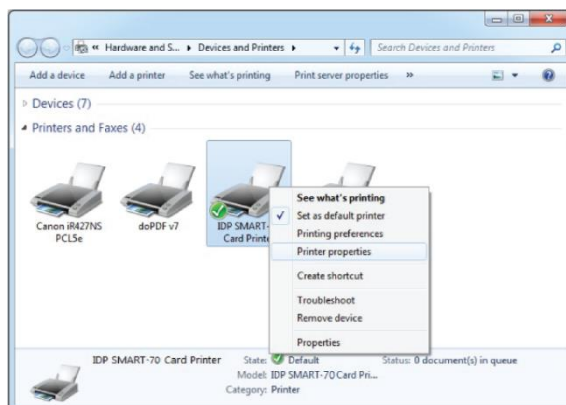 « Hardware and S... ▸ Devices and Printers ▸
Search Devices and Printers
Add a device Add a printer See what's printing Print server properties »
Devices (7)
Printers and Faxes (4)
Canon iR427NS
PCL5e
doPDF v7
IDP SMART-
Card Printe
See what's printing
Set as default printer
Printing preferences
Printer properties
Create shortcut
Troubleshoot
Remove device
Properties
IDP SMART-70 Card Printer State: Default Status: 0 document(s) in queue
Model: IDP SMART-70 Card Pri...
Category: Printer